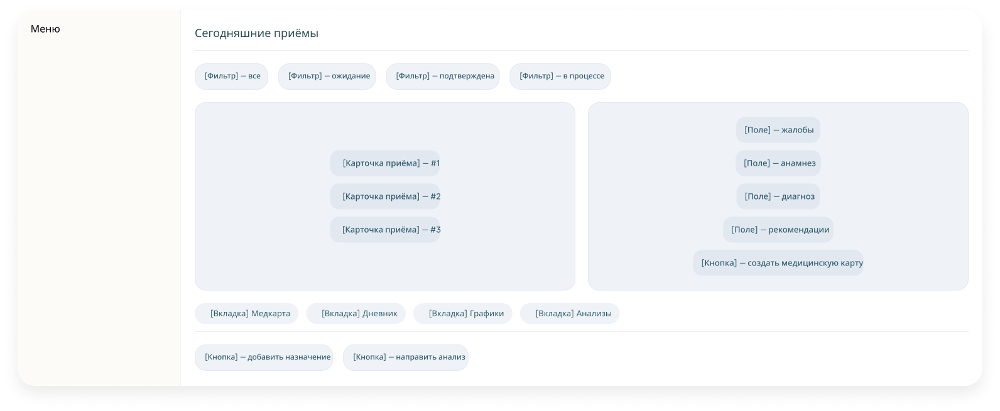 Меню
Сегодняшние приёмы
[Фильтр] — все
[Фильтр] — ожидание
[Фильтр] — подтверждена
[Фильтр] — в процессе
[Карточка приёма] — #1
[Карточка приёма] — #2
[Карточка приёма] — #3
[Поле] — жалобы
[Поле] — анамнез
[Поле] — диагноз
[Поле] — рекомендации
[Кнопка] — создать медицинскую карту
[Вкладка] Медкарта
[Вкладка] Дневник
[Вкладка] Графики
[Вкладка] Анализы
[Кнопка] — добавить назначение
[Кнопка] — направить анализ